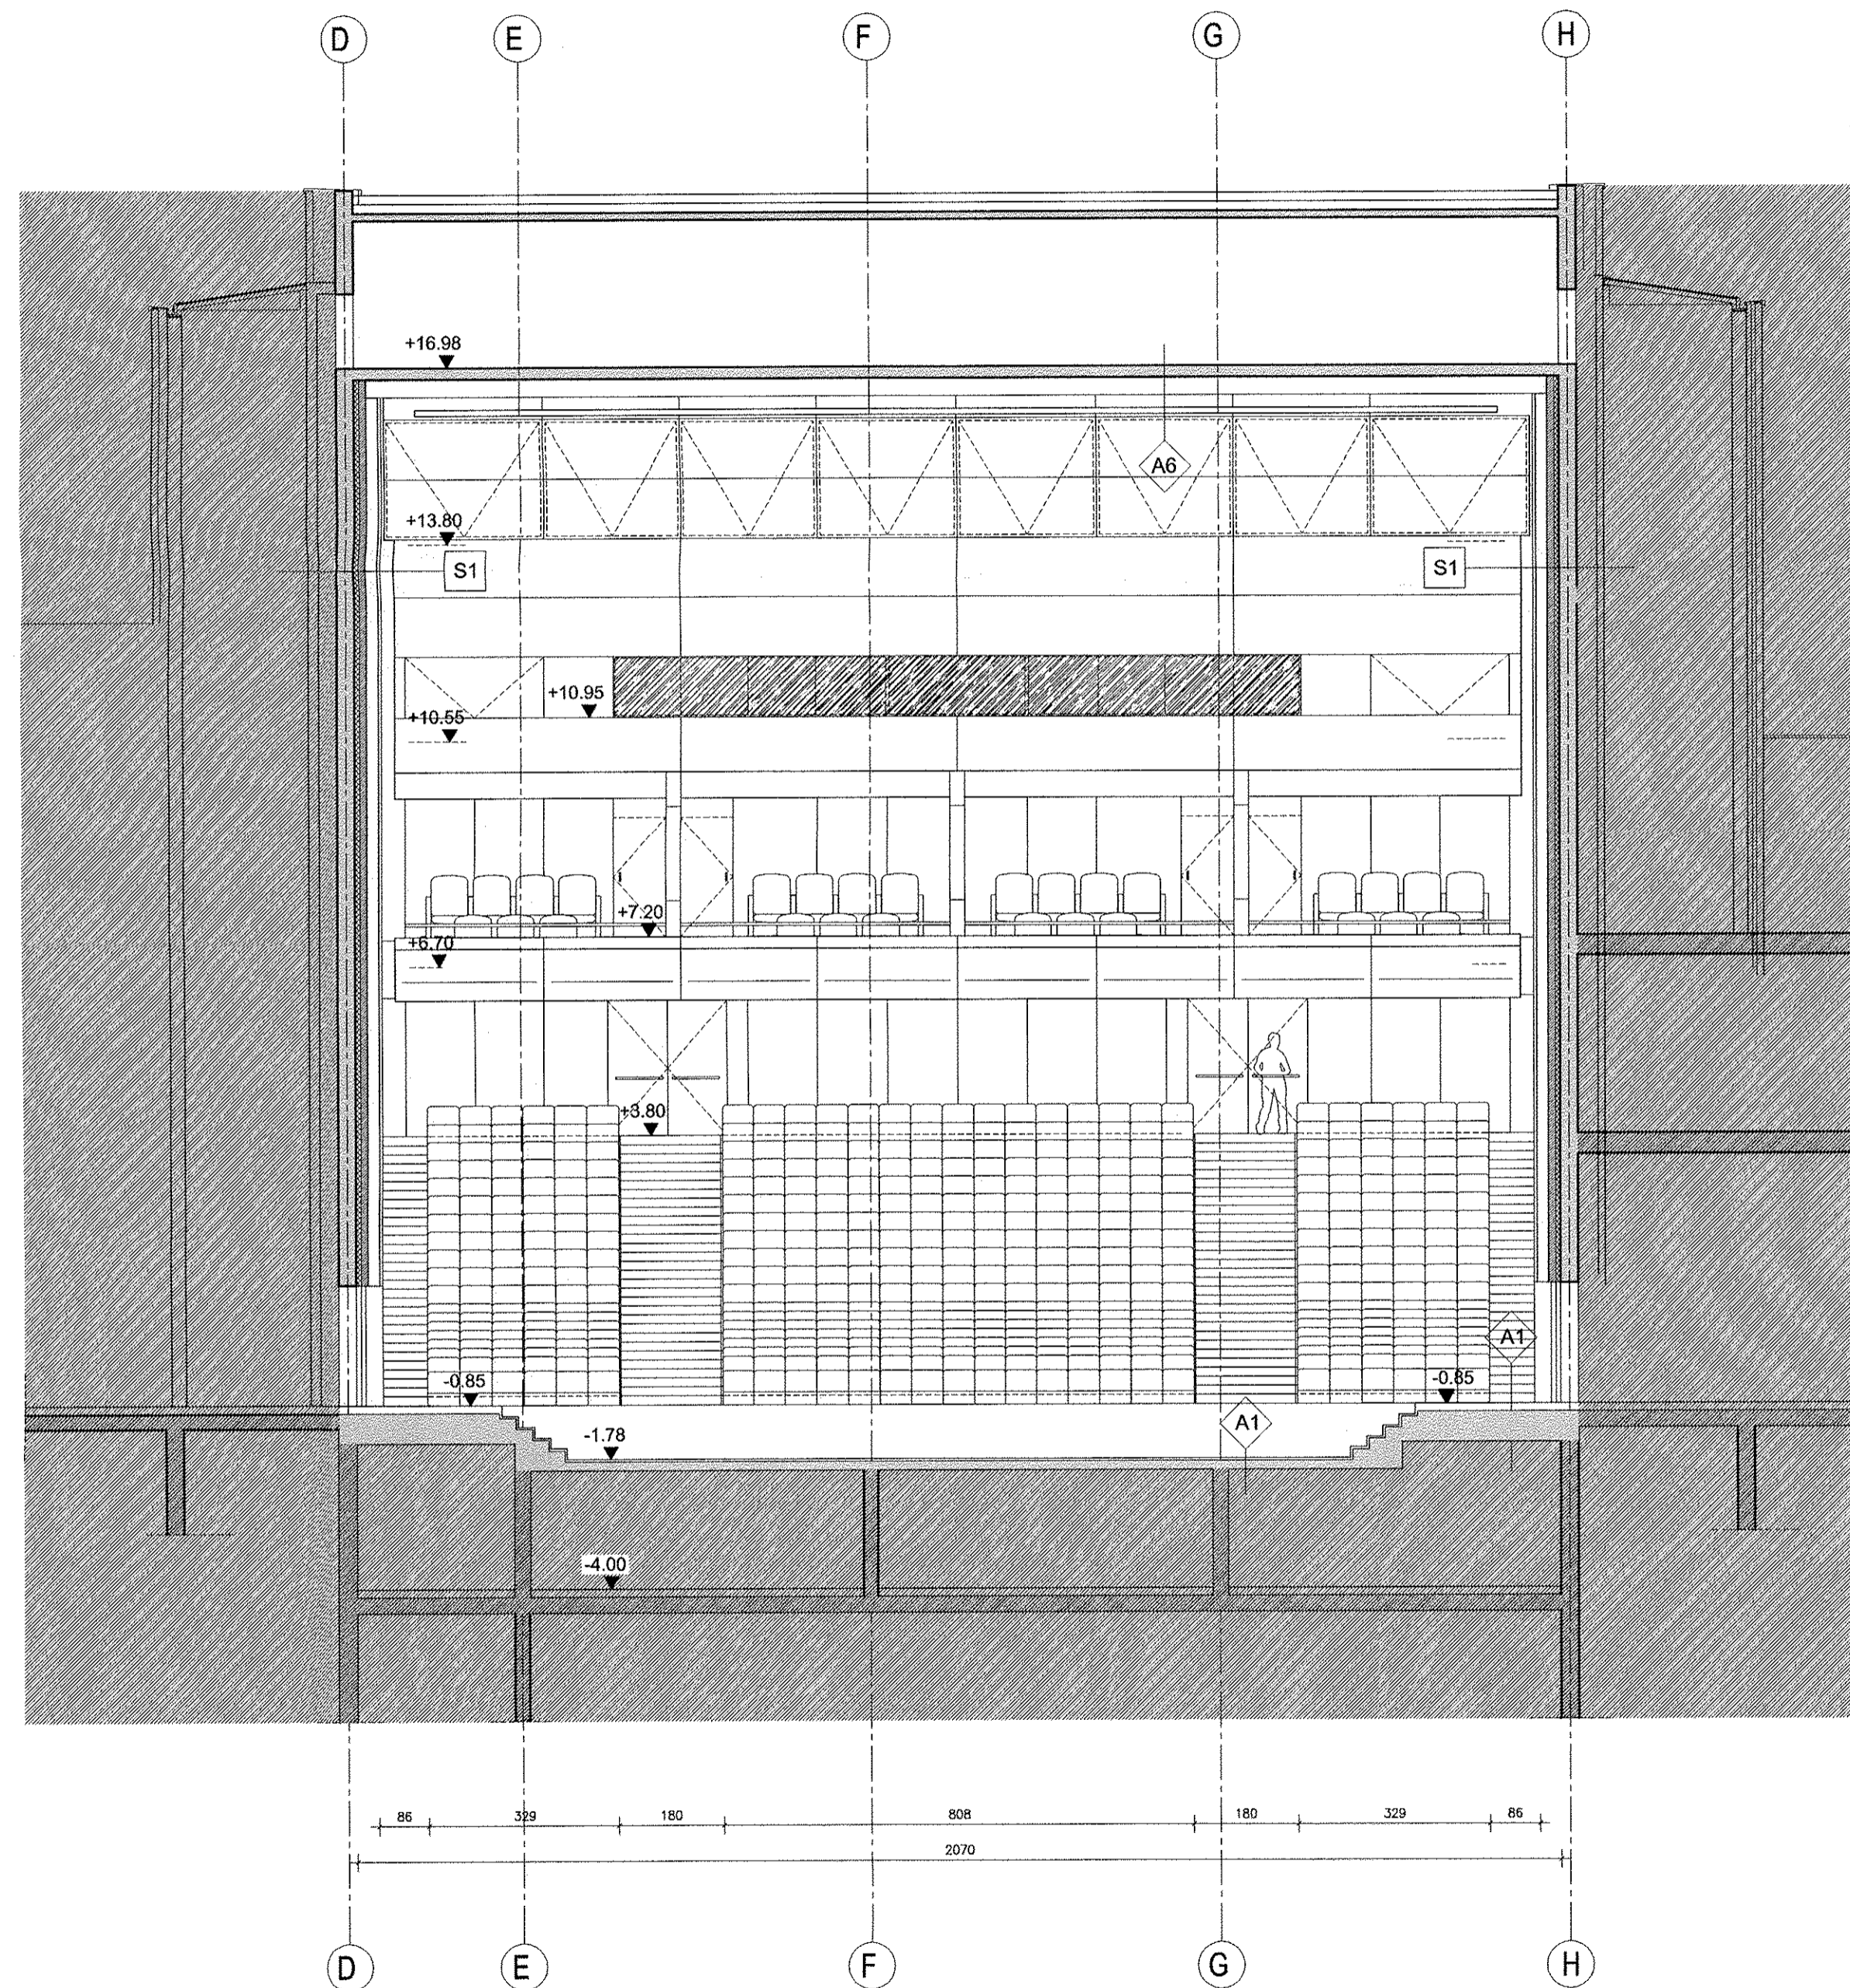 D E F G H
+16.98
A6
+13.80
S1 S1
+10.95
+10.55
+7.20
+6.70
+3.80
A1
-0.85 -0.85
A1
-1.78
-4.00
86 329 180 808 180 329 86
2070
D E F G H